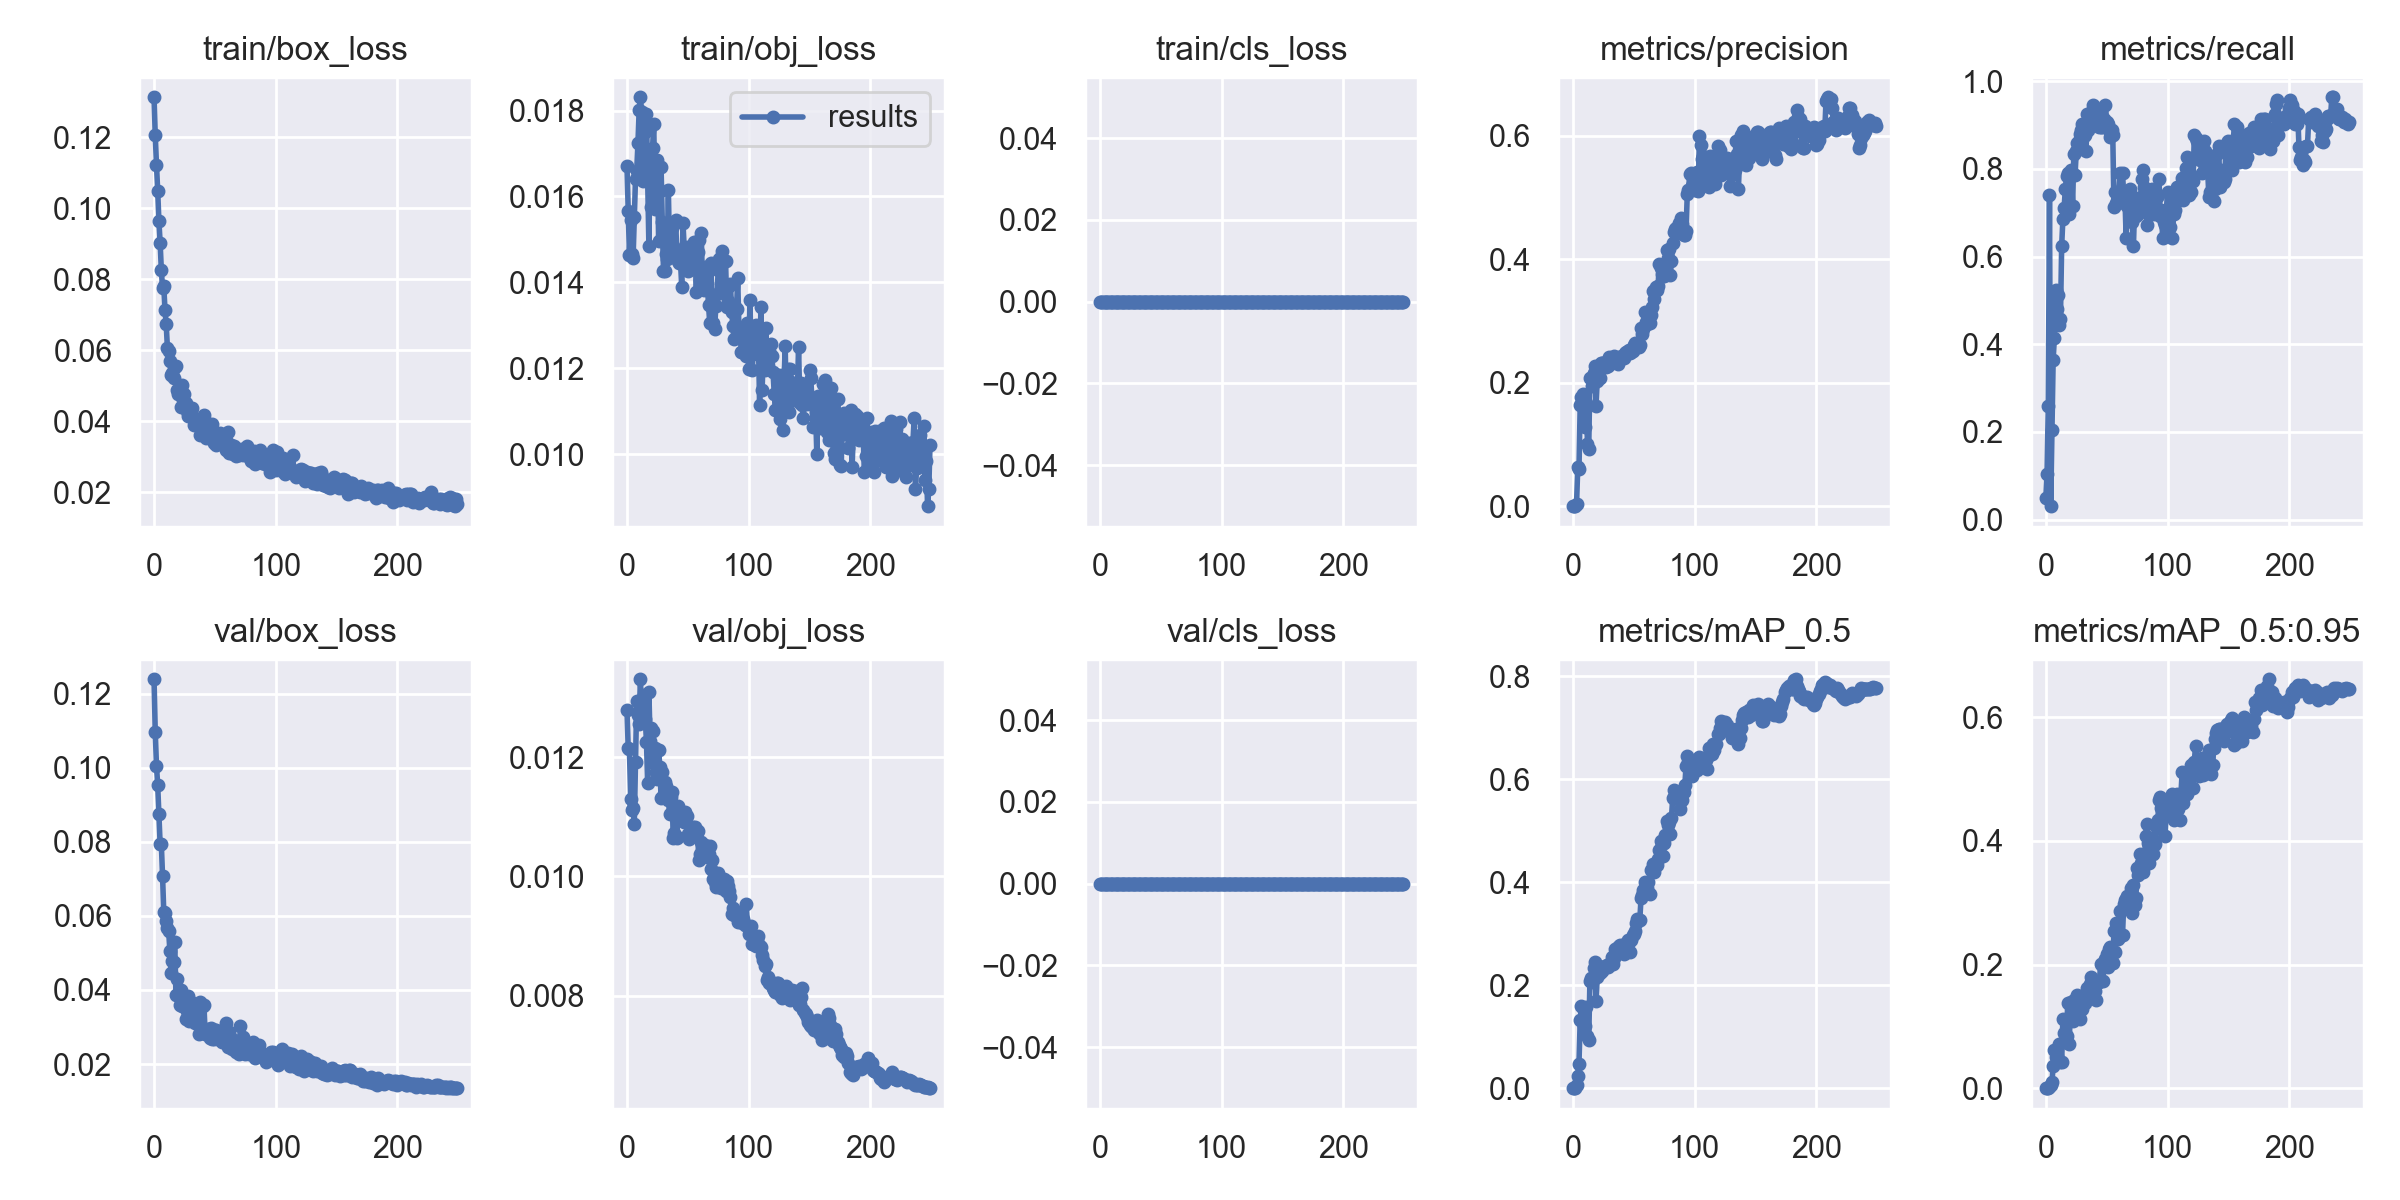 train/box_loss
0.12
0.10
0.08
0.06
0.04
0.02
0 100 200
train/obj_loss
results
0.018
0.016
0.014
0.012
0.010
0 100 200
train/cls_loss
0.04
0.02
0.00
−0.02
−0.04
0 100 200
metrics/precision
0.6
0.4
0.2
0.0
0 100 200
metrics/recall
1.0
0.8
0.6
0.4
0.2
0.0
0 100 200
val/box_loss
0.12
0.10
0.08
0.06
0.04
0.02
0 100 200
val/obj_loss
0.012
0.010
0.008
0 100 200
val/cls_loss
0.04
0.02
0.00
−0.02
−0.04
0 100 200
metrics/mAP_0.5
0.8
0.6
0.4
0.2
0.0
0 100 200
metrics/mAP_0.5:0.95
0.6
0.4
0.2
0.0
0 100 200